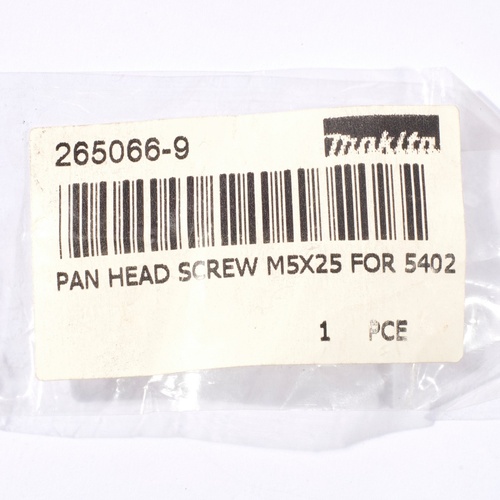 265066-9 makita
PAN HEAD SCREW M5X25 FOR 5402
1 PCE